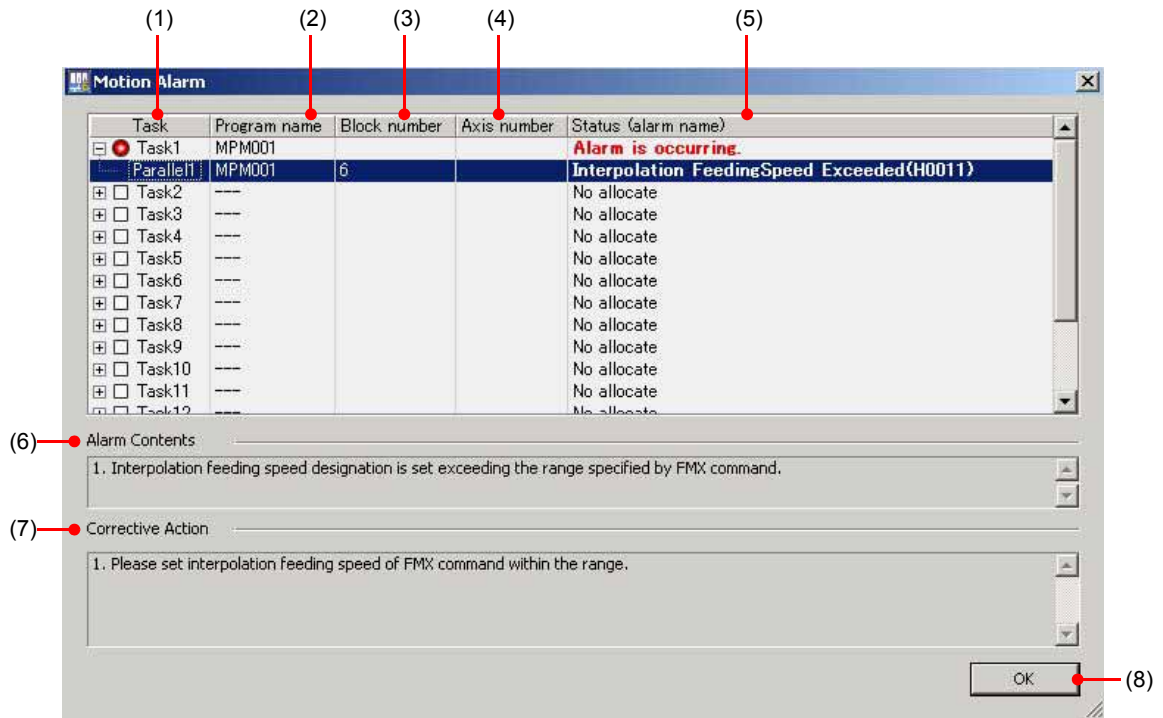 (1) (2) (3) (4) (5)
Motion Alarm
Task Program name Block number Axis number Status (alarm name)
Task1 MPM001 Alarm is occurring.
Parallel1 MPM001 6 Interpolation FeedingSpeed Exceeded(H0011)
Task2 --- No allocate
Task3 --- No allocate
Task4 --- No allocate
Task5 --- No allocate
Task6 --- No allocate
Task7 --- No allocate
Task8 --- No allocate
Task9 --- No allocate
Task10 --- No allocate
Task11 --- No allocate
Task12 --- No allocate
(6) Alarm Contents
1. Interpolation feeding speed designation is set exceeding the range specified by FMX command.
(7) Corrective Action
1. Please set interpolation feeding speed of FMX command within the range.
OK (8)